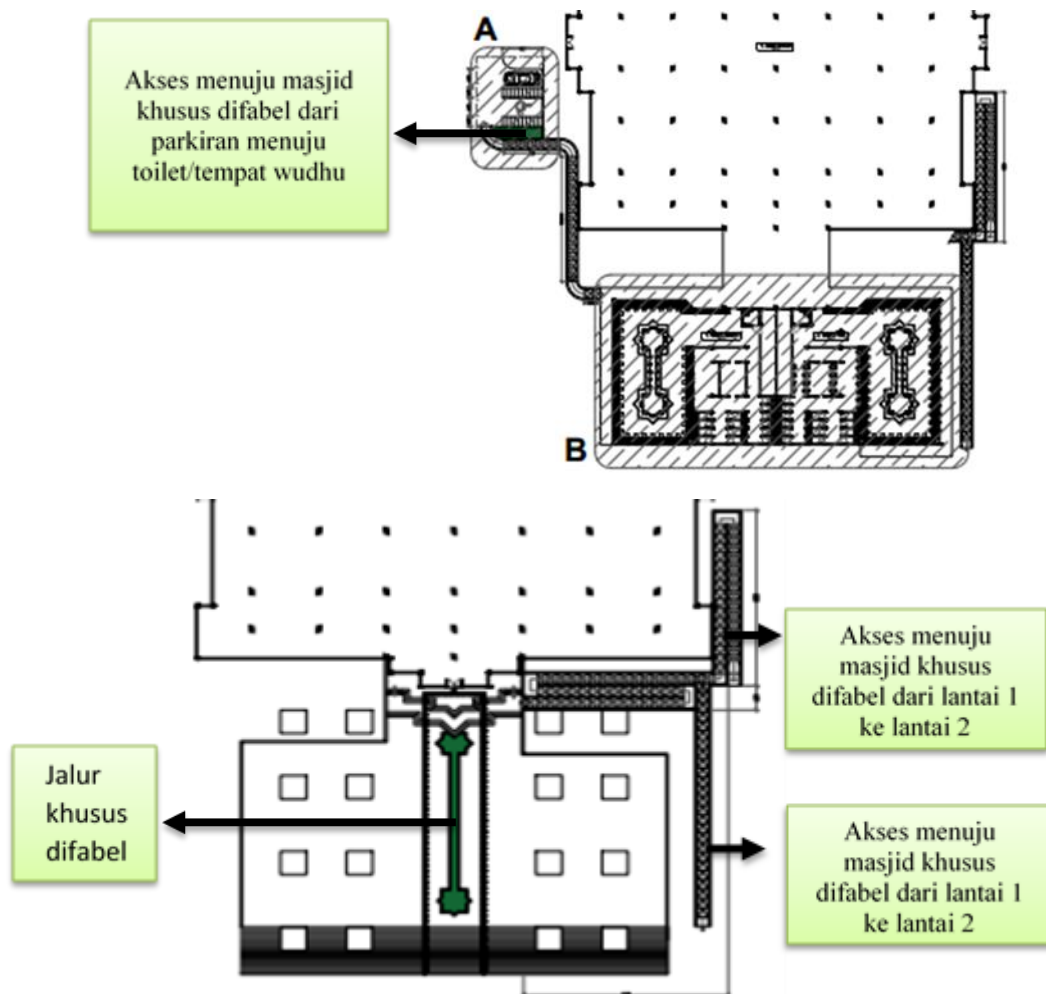 A
Akses menuju masjid
khusus difabel dari
parkiran menuju
toilet/tempat wudhu
B
Akses menuju
masjid khusus
difabel dari lantai 1
ke lantai 2
Jalur
khusus
difabel
Akses menuju
masjid khusus
difabel dari lantai 1
ke lantai 2